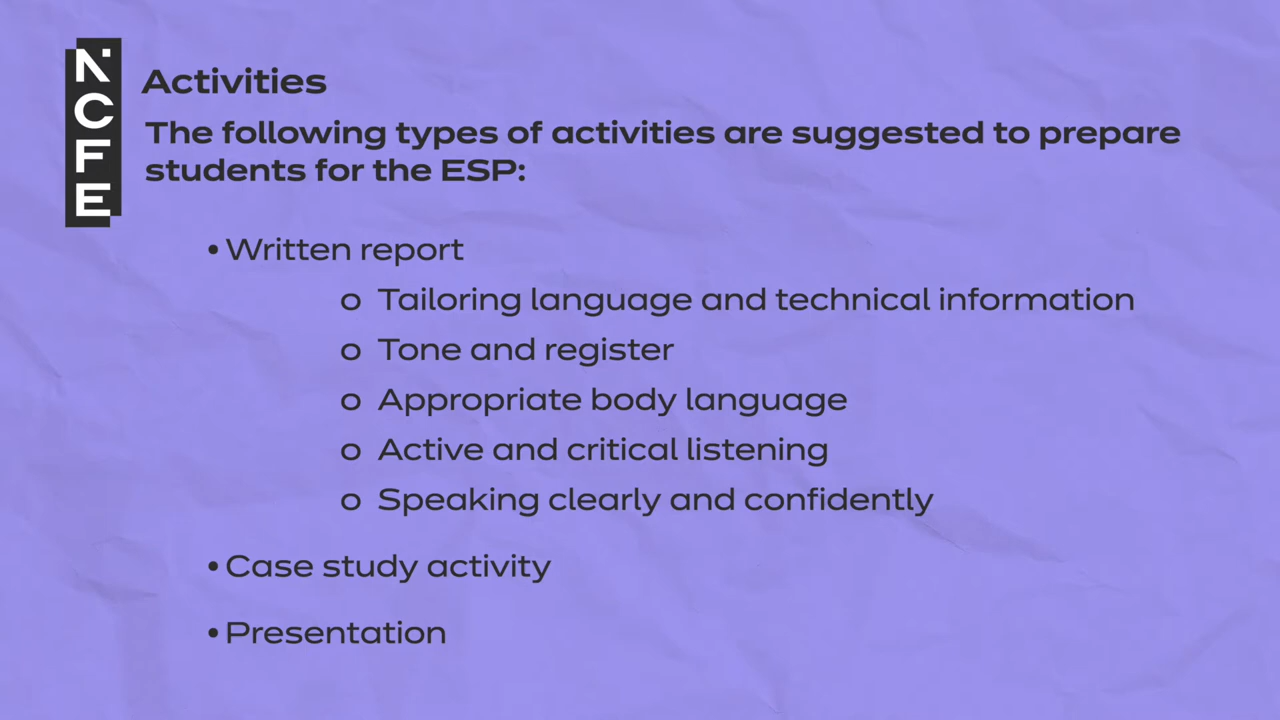 NCFE
Activities
The following types of activities are suggested to prepare
students for the ESP:
• Written report
o Tailoring language and technical information
o Tone and register
o Appropriate body language
o Active and critical listening
o Speaking clearly and confidently
• Case study activity
• Presentation